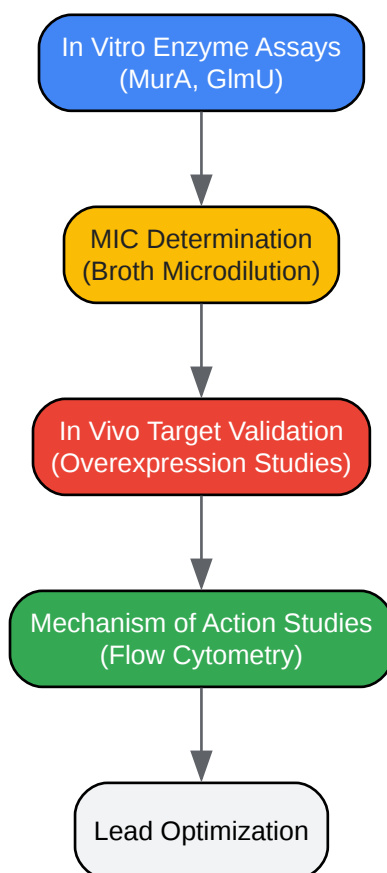 In Vitro Enzyme Assays
(MurA, GlmU)
MIC Determination
(Broth Microdilution)
In Vivo Target Validation
(Overexpression Studies)
Mechanism of Action Studies
(Flow Cytometry)
Lead Optimization